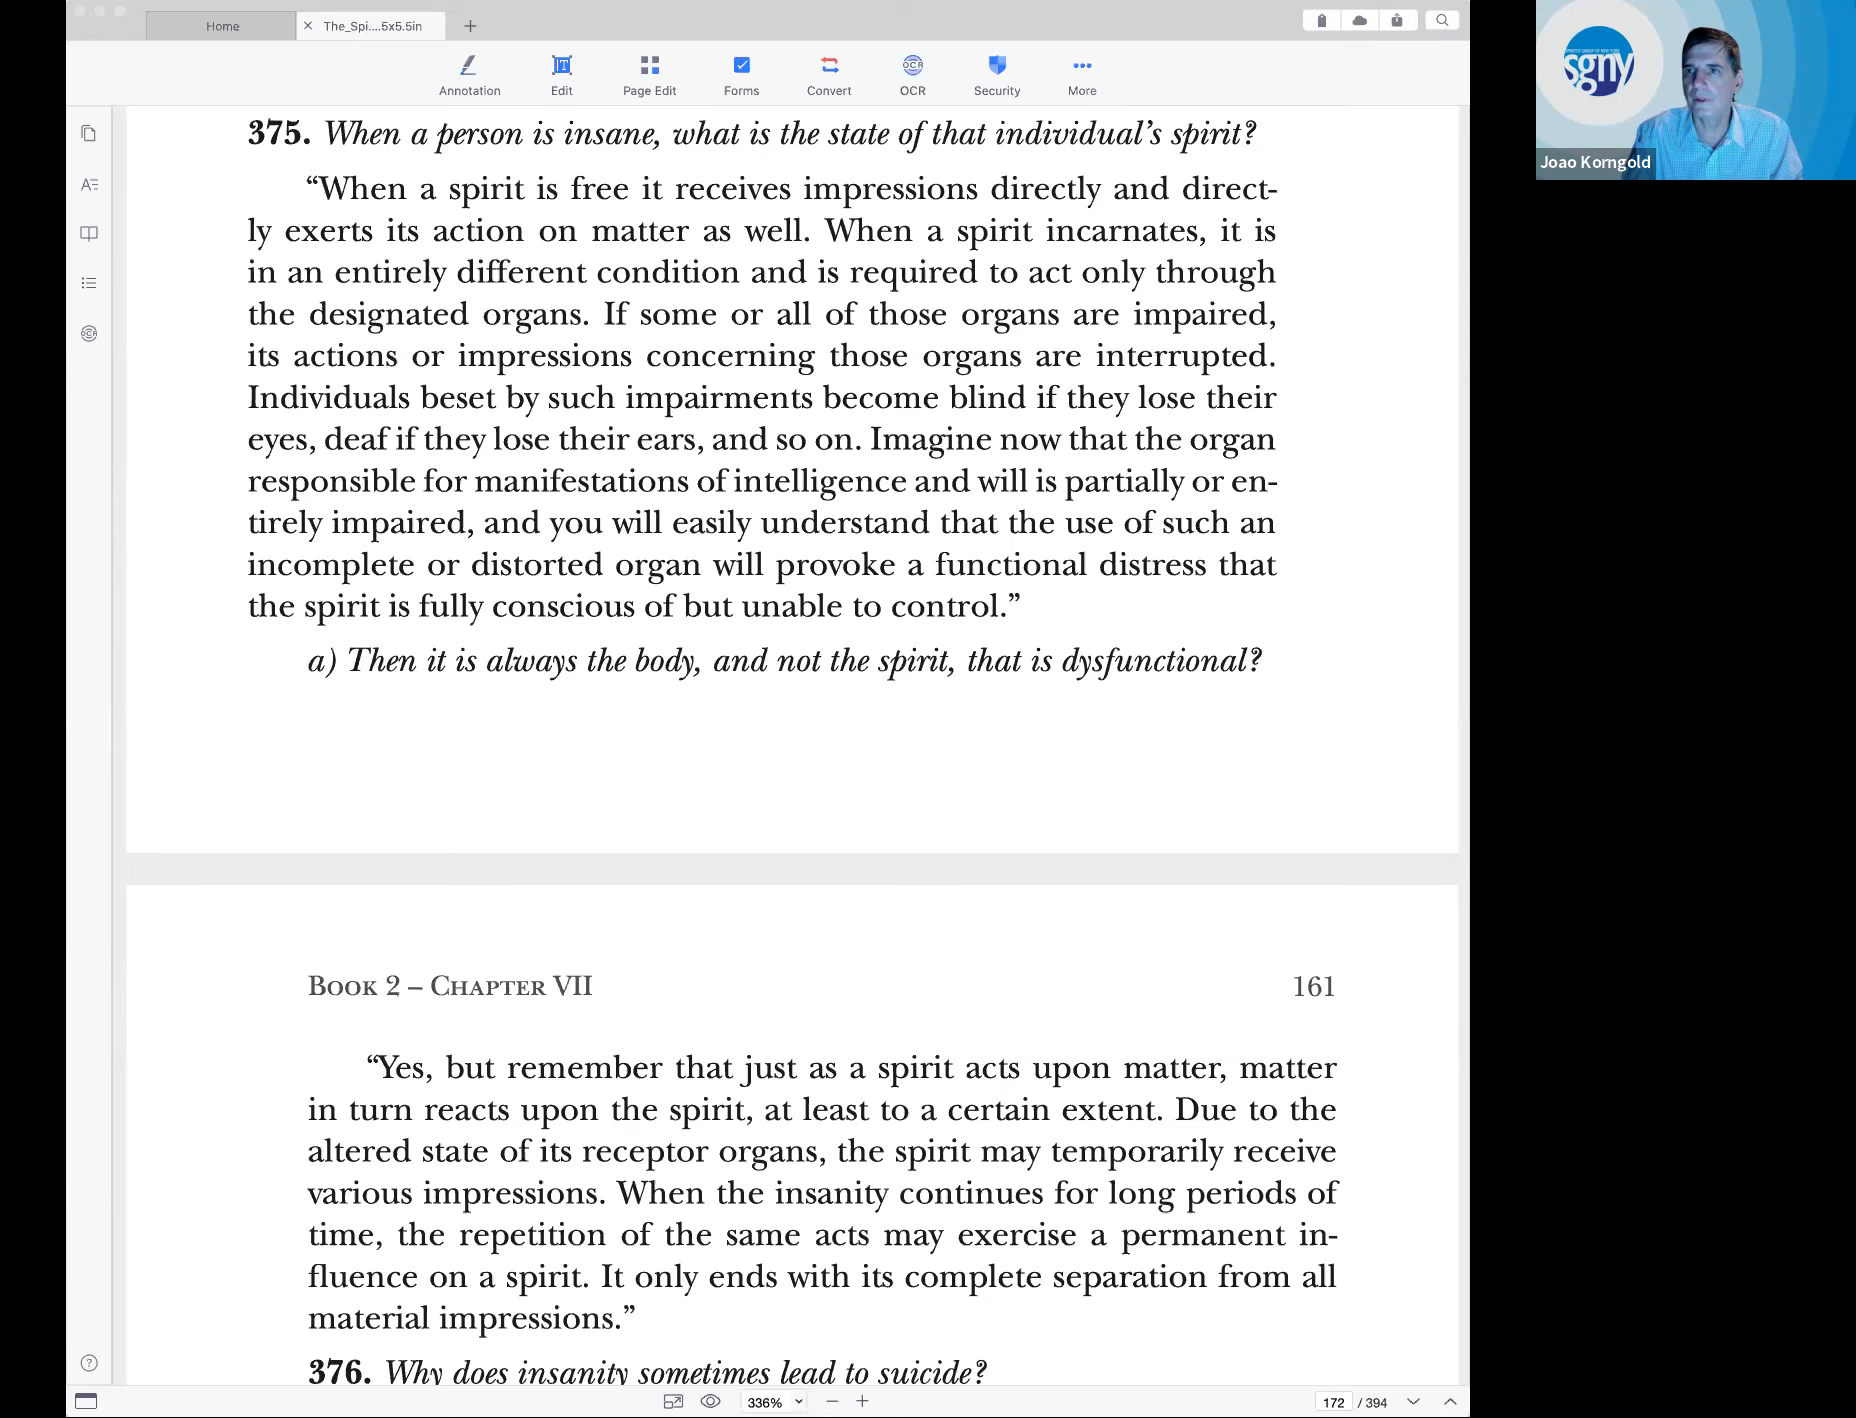 Home
The_Spi....5x5.5in
Annotation
Edit
Page Edit
Forms
Convert
OCR
Security
More
sgny
Joao Korngold
375. When a person is insane, what is the state of that individual’s spirit?
“When a spirit is free it receives impressions directly and direct-
ly exerts its action on matter as well. When a spirit incarnates, it is
in an entirely different condition and is required to act only through
the designated organs. If some or all of those organs are impaired,
its actions or impressions concerning those organs are interrupted.
Individuals beset by such impairments become blind if they lose their
eyes, deaf if they lose their ears, and so on. Imagine now that the organ
responsible for manifestations of intelligence and will is partially or en-
tirely impaired, and you will easily understand that the use of such an
incomplete or distorted organ will provoke a functional distress that
the spirit is fully conscious of but unable to control.”
a) Then it is always the body, and not the spirit, that is dysfunctional?
Book 2 – Chapter VII 161
“Yes, but remember that just as a spirit acts upon matter, matter
in turn reacts upon the spirit, at least to a certain extent. Due to the
altered state of its receptor organs, the spirit may temporarily receive
various impressions. When the insanity continues for long periods of
time, the repetition of the same acts may exercise a permanent in-
fluence on a spirit. It only ends with its complete separation from all
material impressions.”
376. Why does insanity sometimes lead to suicide?
336%
172 / 394